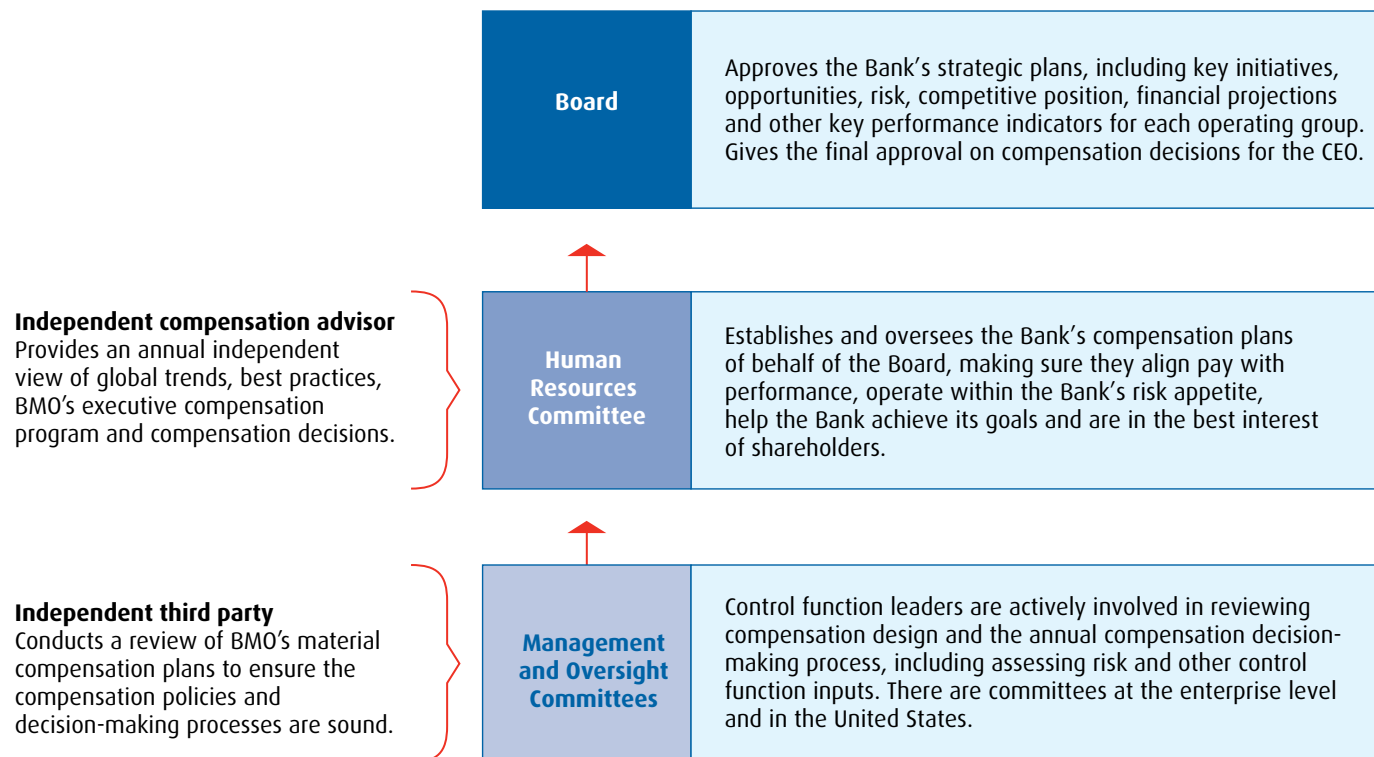 Board
Approves the Bank’s strategic plans, including key initiatives,
opportunities, risk, competitive position, financial projections
and other key performance indicators for each operating group.
Gives the final approval on compensation decisions for the CEO.
Independent compensation advisor
Provides an annual independent
view of global trends, best practices,
BMO’s executive compensation
program and compensation decisions.
Human
Resources
Committee
Establishes and oversees the Bank’s compensation plans
of behalf of the Board, making sure they align pay with
performance, operate within the Bank’s risk appetite,
help the Bank achieve its goals and are in the best interest
of shareholders.
Independent third party
Conducts a review of BMO’s material
compensation plans to ensure the
compensation policies and
decision-making processes are sound.
Management
and Oversight
Committees
Control function leaders are actively involved in reviewing
compensation design and the annual compensation decision-
making process, including assessing risk and other control
function inputs. There are committees at the enterprise level
and in the United States.